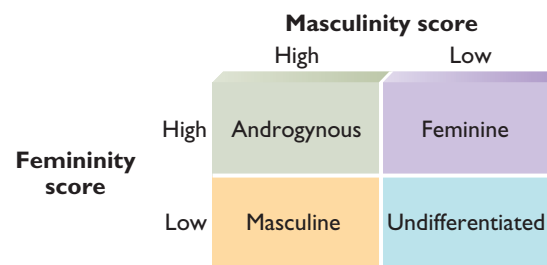 Masculinity score
High Low
High Androgynous Feminine
Femininity
score
Low Masculine Undifferentiated